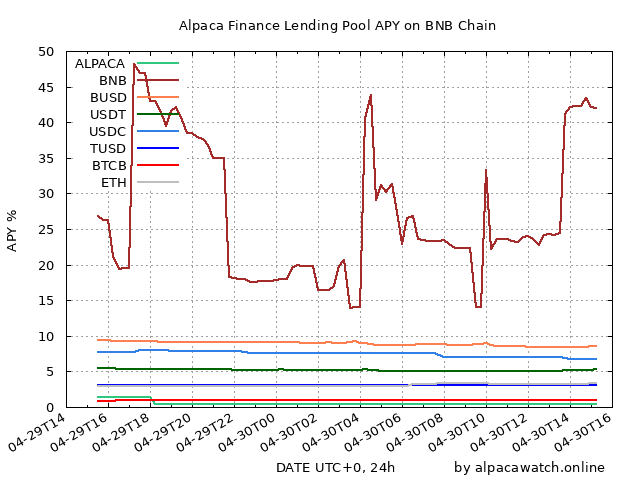 Alpaca Finance Lending Pool APY on BNB Chain
50
45
40
35
30
25
20
15
10
5
0
APY %
ALPACA
BNB
BUSD
USDT
USDC
TUSD
BTCB
ETH
04-29T14
04-29T16
04-29T18
04-29T20
04-29T22
04-30T00
04-30T02
04-30T04
04-30T06
04-30T08
04-30T10
04-30T12
04-30T14
04-30T16
DATE UTC+0, 24h
by alpacawatch.online